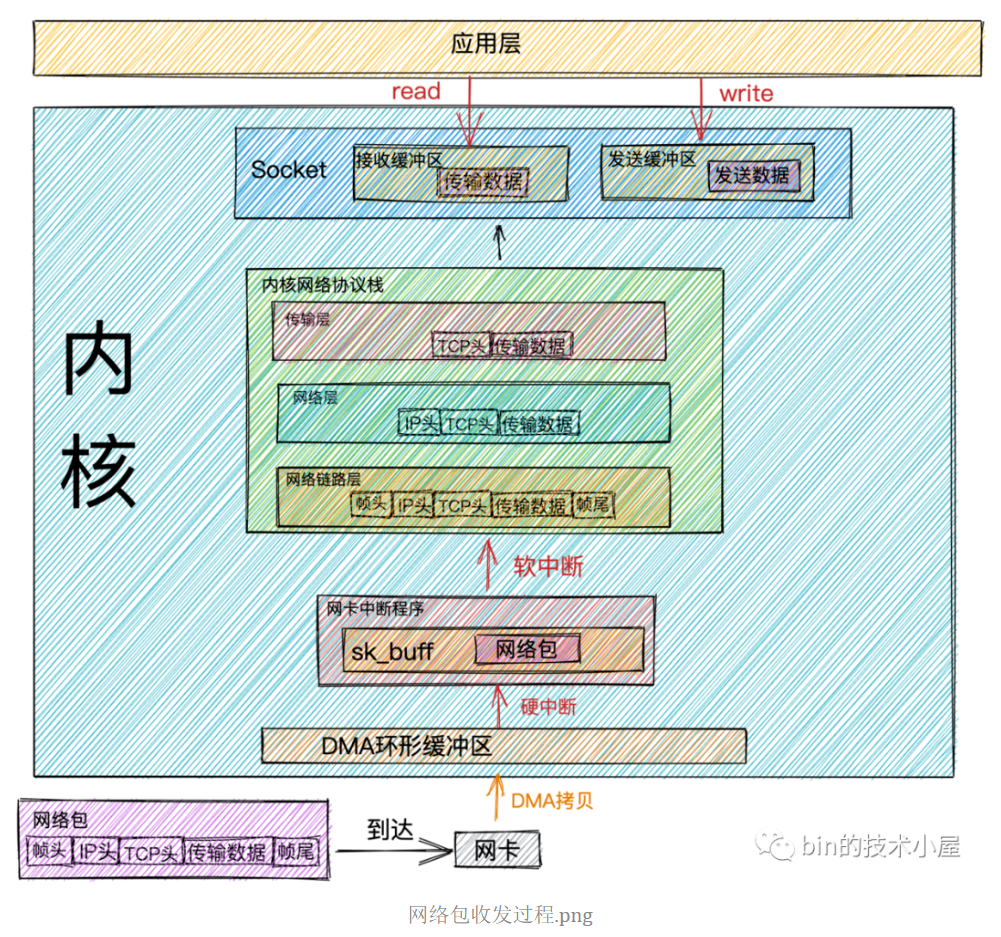 应用层
read
write
Socket
接收缓冲区
传输数据
发送缓冲区
发送数据
内核网络协议栈
传输层
TCP头 传输数据
网络层
IP头 TCP头 传输数据
网络链路层
帧头 IP头 TCP头 传输数据 帧尾
内核
软中断
网卡中断程序
sk_buff
网络包
硬中断
DMA环形缓冲区
DMA拷贝
网络包
帧头 IP头 TCP头 传输数据 帧尾
到达
网卡
bin的技术小屋
网络包收发过程.png